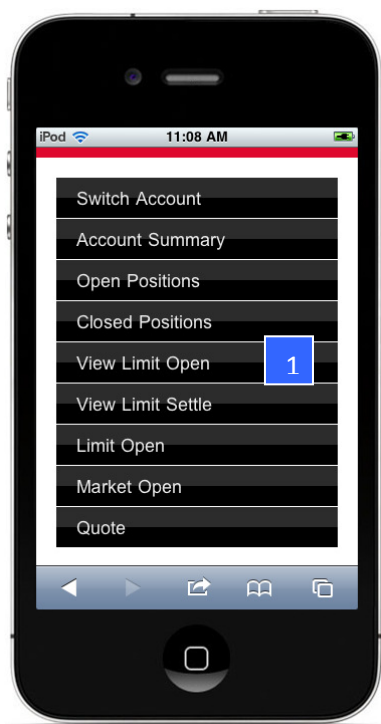 iPod 11:08 AM
Switch Account
Account Summary
Open Positions
Closed Positions
View Limit Open 1
View Limit Settle
Limit Open
Market Open
Quote